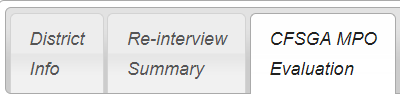 District Info
Re-interview Summary
CFSGA MPO Evaluation